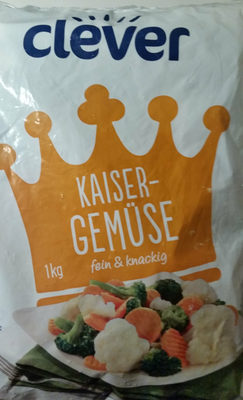 clever
KAISER-
GEMÜSE
1kg
fein & knackig